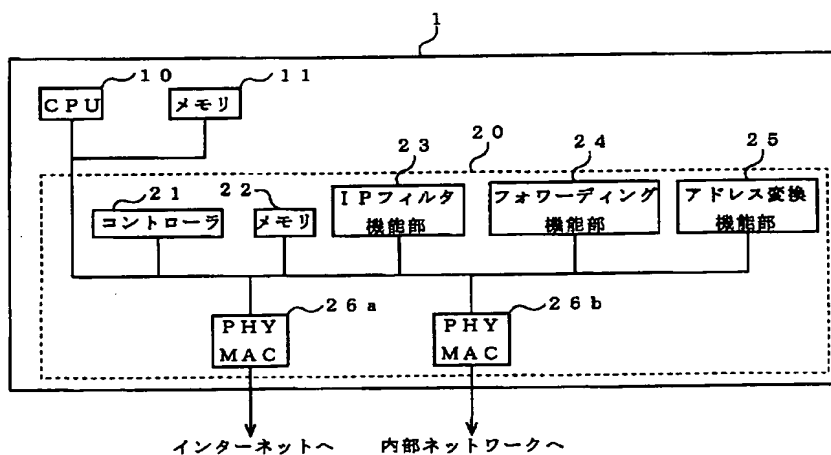 1
10
11
CPU
メモリ
20
23
24
25
21
22
IPフィルタ
機能部
フォワーディング
機能部
アドレス変換
機能部
コントローラ
メモリ
26a
26b
PHY
MAC
PHY
MAC
インターネットへ
内部ネットワークへ